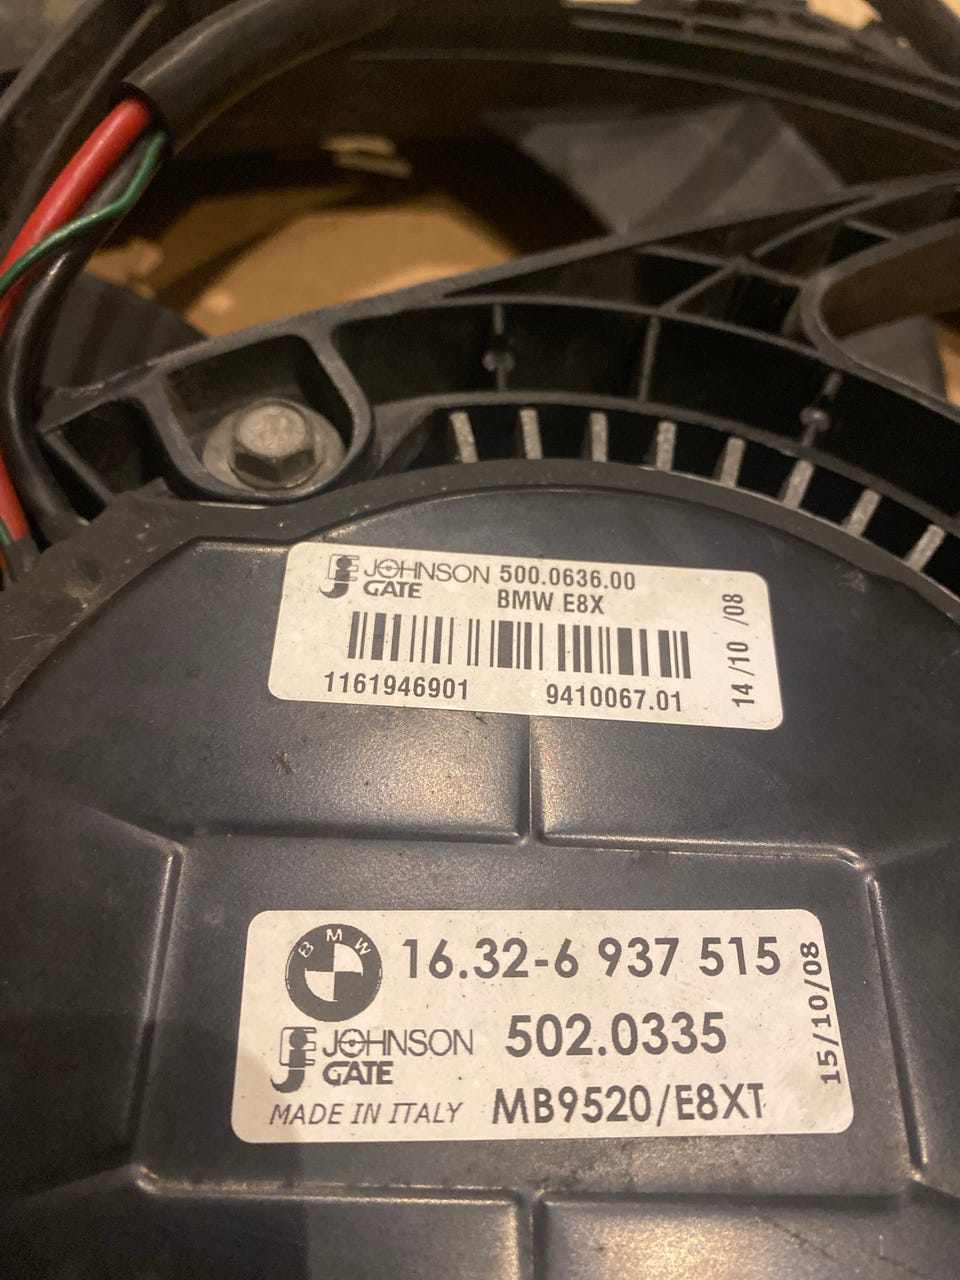 JOHNSON 500.0636.00
GATE BMW E8X
1161946901 9410067.01
14/10 /08
BMW 16.32-6 937 515
JOHNSON 502.0335
GATE
MADE IN ITALY MB9520/E8XT
15/10/08